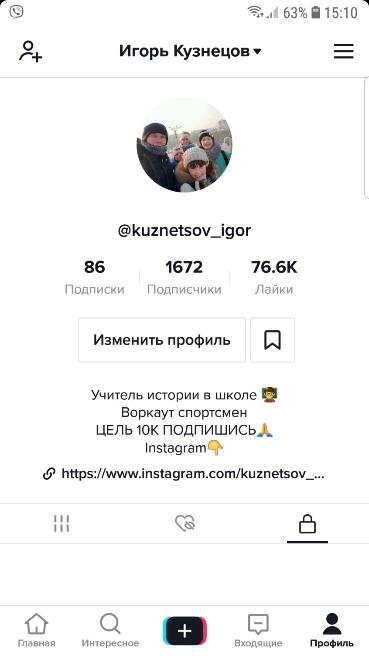 63% 15:10
Игорь Кузнецов
@kuznetsov_igor
86 1672 76.6K
Подписки Подписчики Лайки
Изменить профиль
Учитель истории в школе 👨‍🏫
Воркаут спортсмен
ЦЕЛЬ 10К ПОДПИШИСЬ🙏
Instagram👇
https://www.instagram.com/kuznetsov_...
Главная Интересное Входящие Профиль